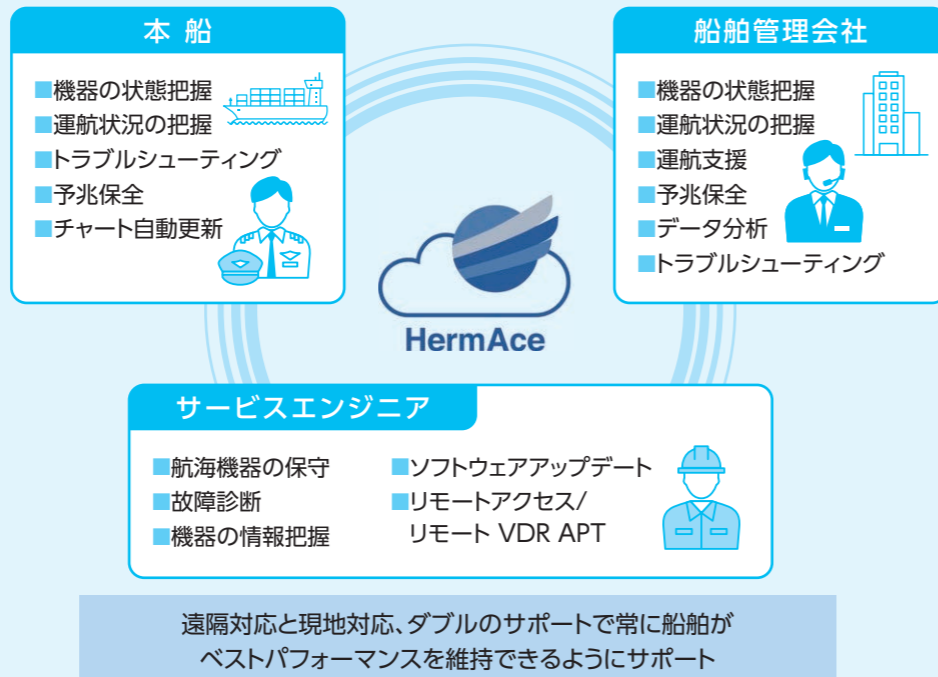 本 船
■機器の状態把握
■運航状況の把握
■トラブルシューティング
■予兆保全
■チャート自動更新
船舶管理会社
■機器の状態把握
■運航状況の把握
■運航支援
■予兆保全
■データ分析
■トラブルシューティング
HermAce
サービスエンジニア
■航海機器の保守
■故障診断
■機器の情報把握
■ソフトウェアアップデート
■リモートアクセス/
リモート VDR APT
遠隔対応と現地対応、ダブルのサポートで常に船舶が
ベストパフォーマンスを維持できるようにサポート